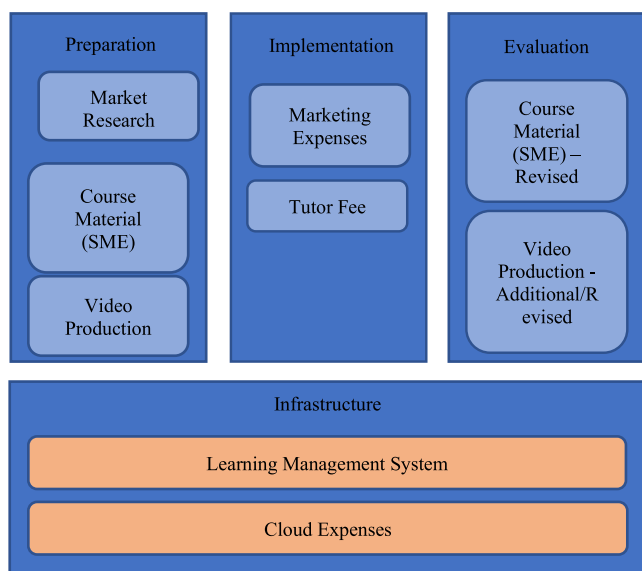 Preparation
Market
Research
Course
Material
(SME)
Video
Production
Implementation
Marketing
Expenses
Tutor Fee
Evaluation
Course
Material
(SME) –
Revised
Video
Production -
Additional/R
evised
Infrastructure
Learning Management System
Cloud Expenses